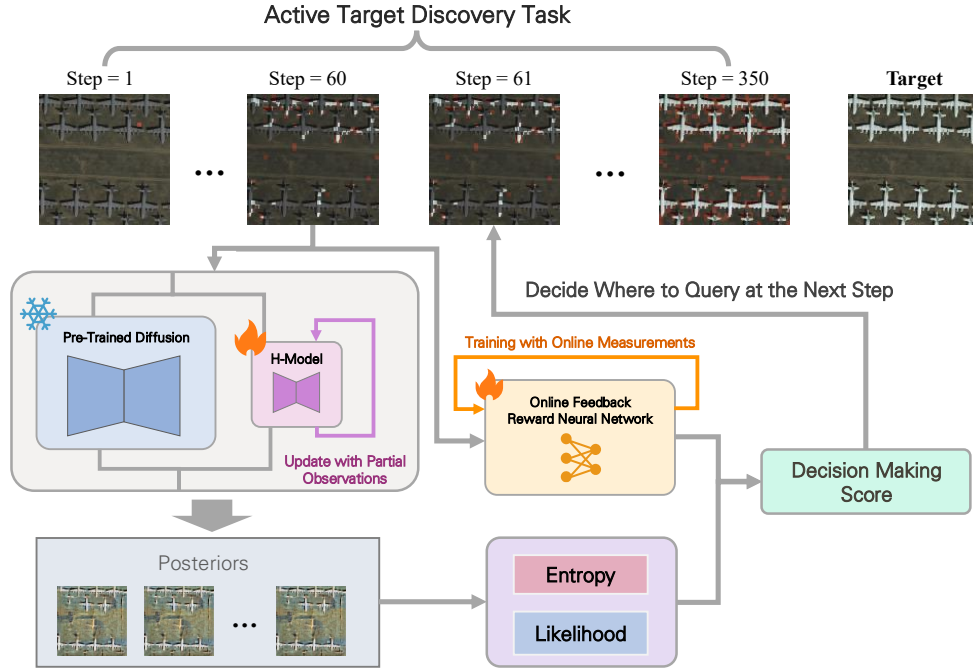 Active Target Discovery Task
Step = 1
Step = 60
Step = 61
Step = 350
Target
...
...
Decide Where to Query at the Next Step
Pre-Trained Diffusion
H-Model
Update with Partial
Observations
Training with Online Measurements
Online Feedback
Reward Neural Network
Decision Making
Score
Posteriors
...
Entropy
Likelihood